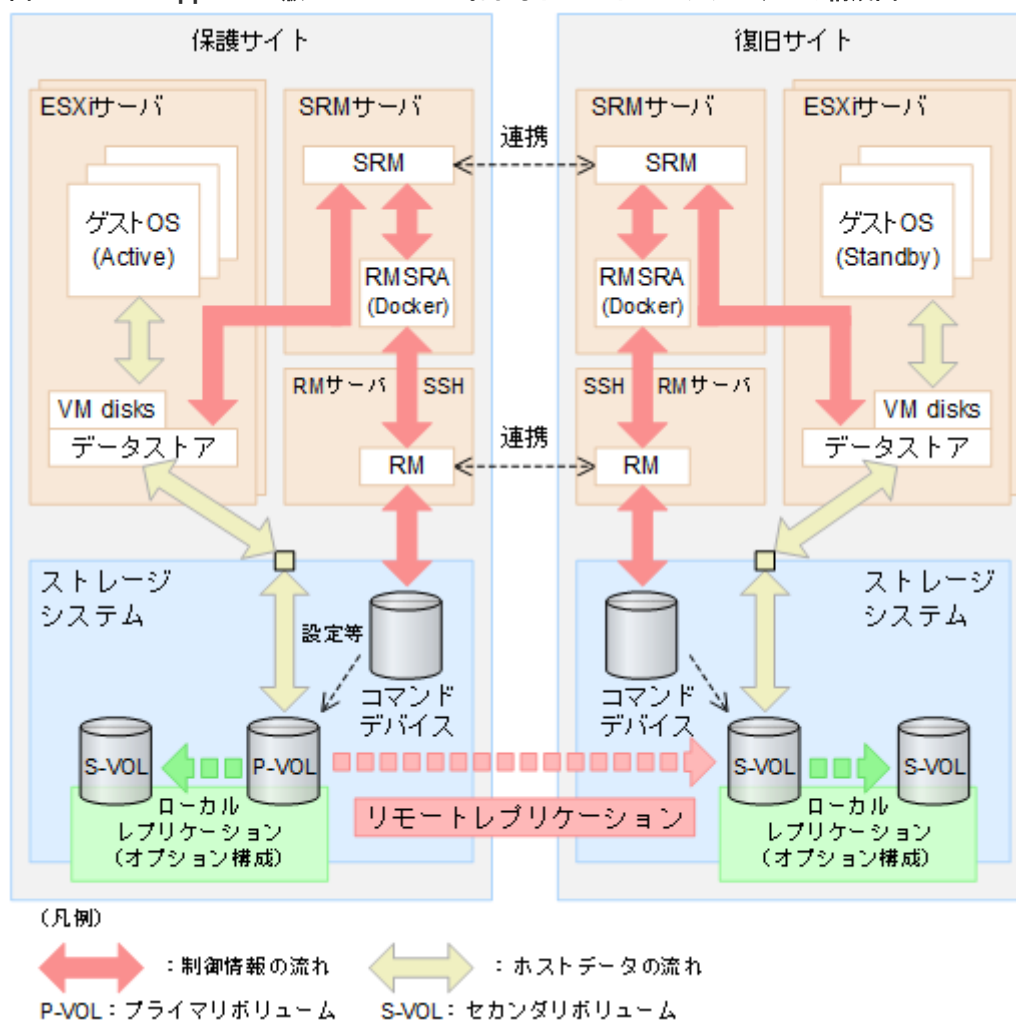 保護サイト
復旧サイト
ESXiサーバ
SRMサーバ
SRMサーバ
ESXiサーバ
連携
SRM
SRM
ゲストOS
(Active)
ゲストOS
(Standby)
RMSRA
(Docker)
RMSRA
(Docker)
RMサーバ
SSH
SSH
RMサーバ
VM disks
データストア
連携
VM disks
データストア
RM
RM
ストレージ
システム
ストレージ
システム
設定等
コマンド
デバイス
コマンド
デバイス
S-VOL
P-VOL
S-VOL
S-VOL
ローカル
レプリケーション
(オプション構成)
リモートレプリケーション
ローカル
レプリケーション
(オプション構成)
(凡例)
：制御情報の流れ
：ホストデータの流れ
P-VOL：プライマリボリューム
S-VOL：セカンダリボリューム